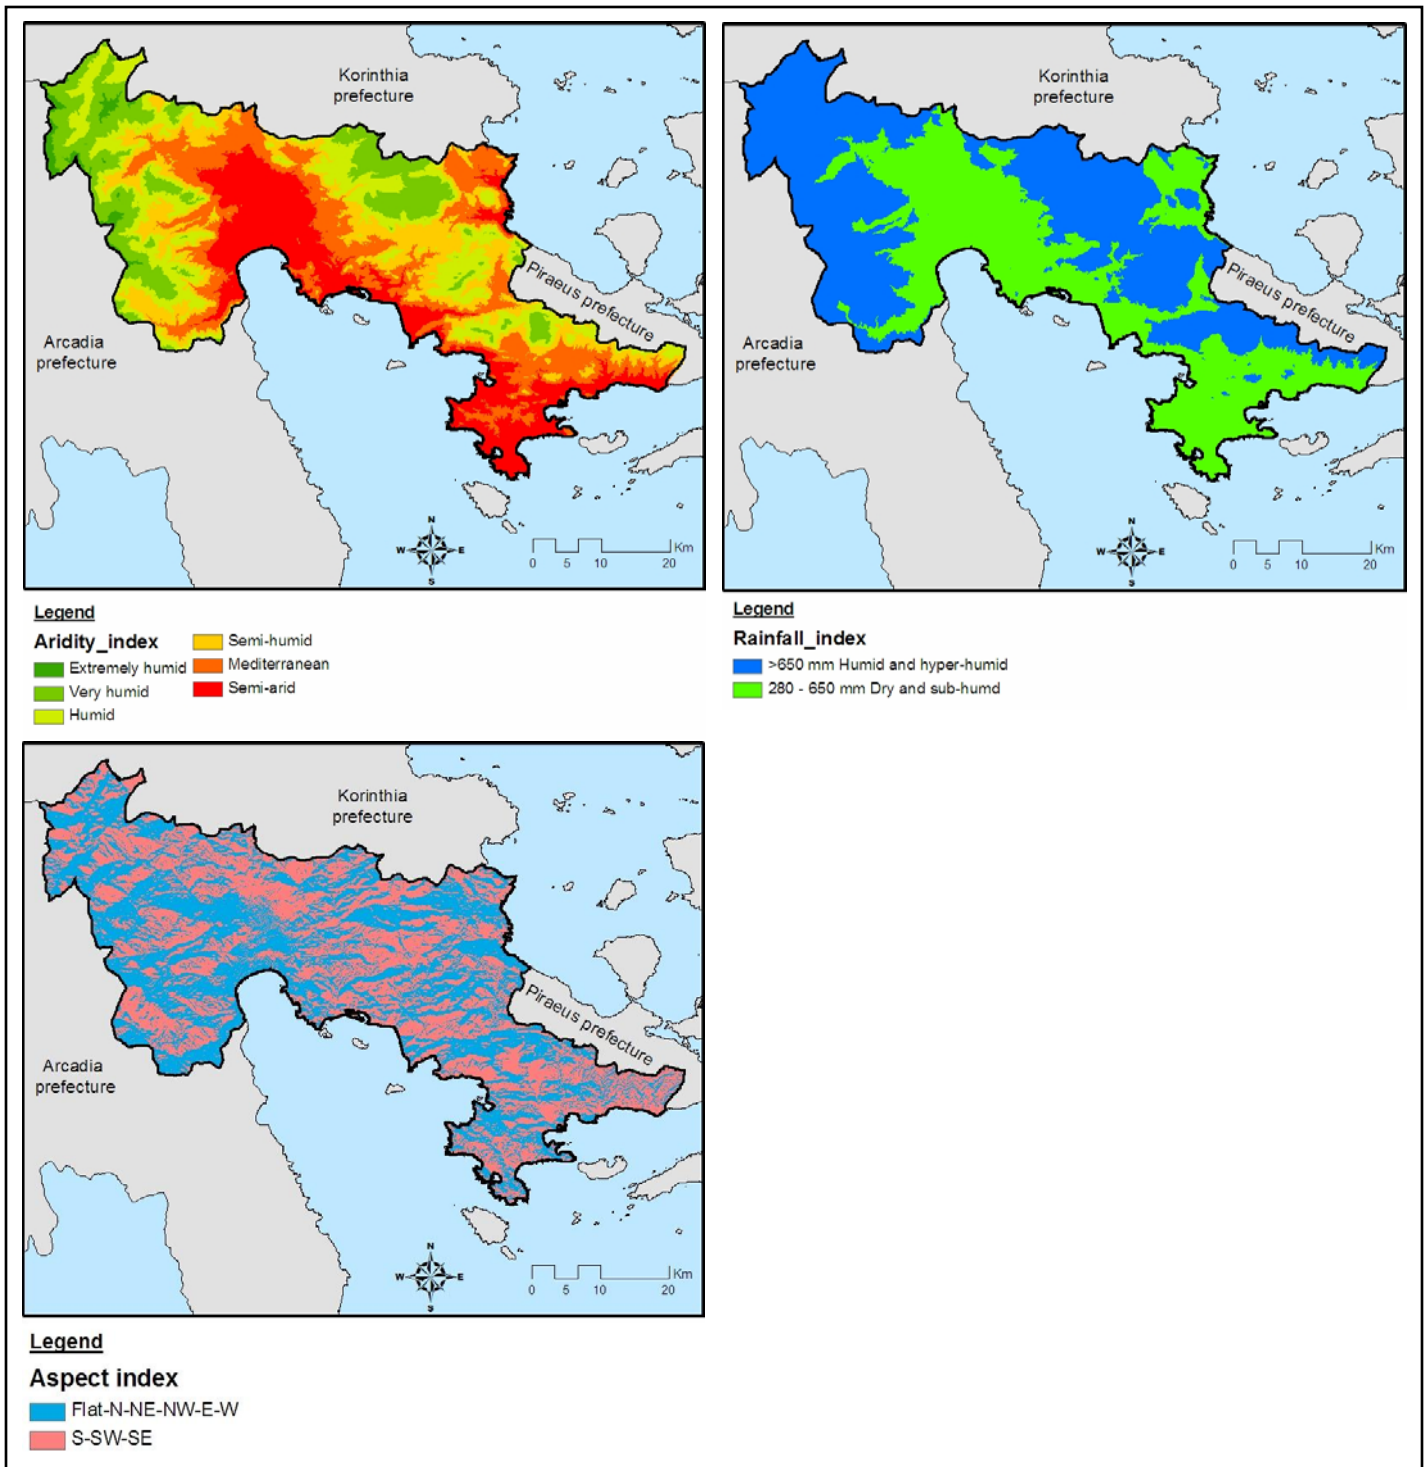 Korinthia
prefecture
Piraeus prefecture
Arcadia
prefecture
N
W
E
S
Km
0 5 10 20
Legend
Aridity_index
Extremely humid
Very humid
Humid
Semi-humid
Mediterranean
Semi-arid
Korinthia
prefecture
Piraeus prefecture
Arcadia
prefecture
N
W
E
S
Km
0 5 10 20
Legend
Rainfall_index
>650 mm Humid and hyper-humid
280 - 650 mm Dry and sub-humd
Korinthia
prefecture
Piraeus prefecture
Arcadia
prefecture
N
W
E
S
Km
0 5 10 20
Legend
Aspect index
Flat-N-NE-NW-E-W
S-SW-SE